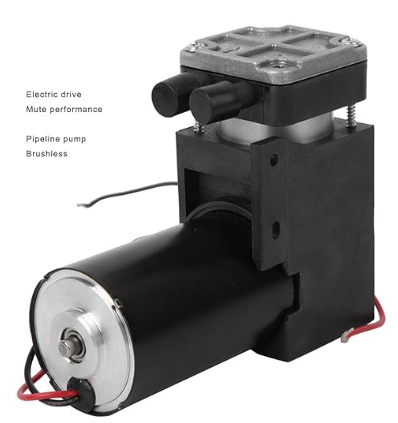 Electric drive
Mute performance
Pipeline pump
Brushless